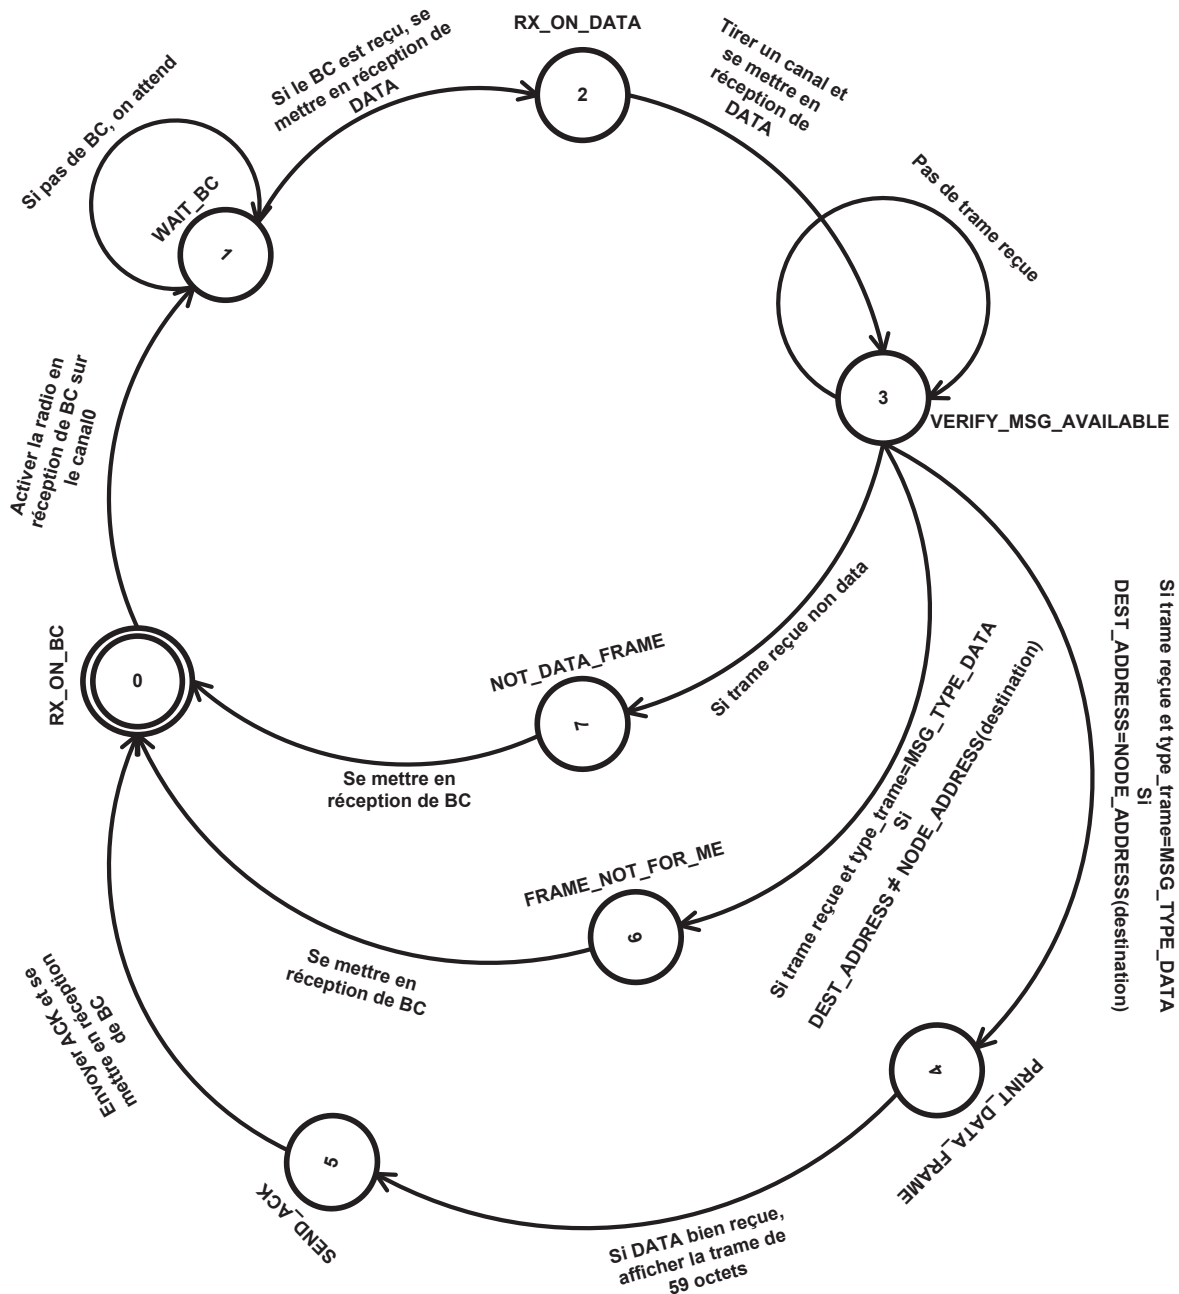 RX_ON_DATA
2
Si le BC est reçu, se
mettre en réception de
DATA
Tirer un canal et
se mettre en
réception de
DATA
Si pas de BC, on attend
WAIT_BC
1
Pas de trame reçue
3
VERIFY_MSG_AVAILABLE
Activer la radio en
réception de BC sur
le canal0
RX_ON_BC
0
NOT_DATA_FRAME
7
Si trame reçue non data
Se mettre en
réception de BC
FRAME_NOT_FOR_ME
6
Si trame reçue et type_trame=MSG_TYPE_DATA
Si
DEST_ADDRESS ≠ NODE_ADDRESS(destination)
Si trame reçue et type_trame=MSG_TYPE_DATA
Si
DEST_ADDRESS=NODE_ADDRESS(destination)
Se mettre en
réception de BC
4
PRINT_DATA_FRAME
Envoyer ACK et se
mettre en réception
de BC
5
SEND_ACK
Si DATA bien reçue,
afficher la trame de
59 octets